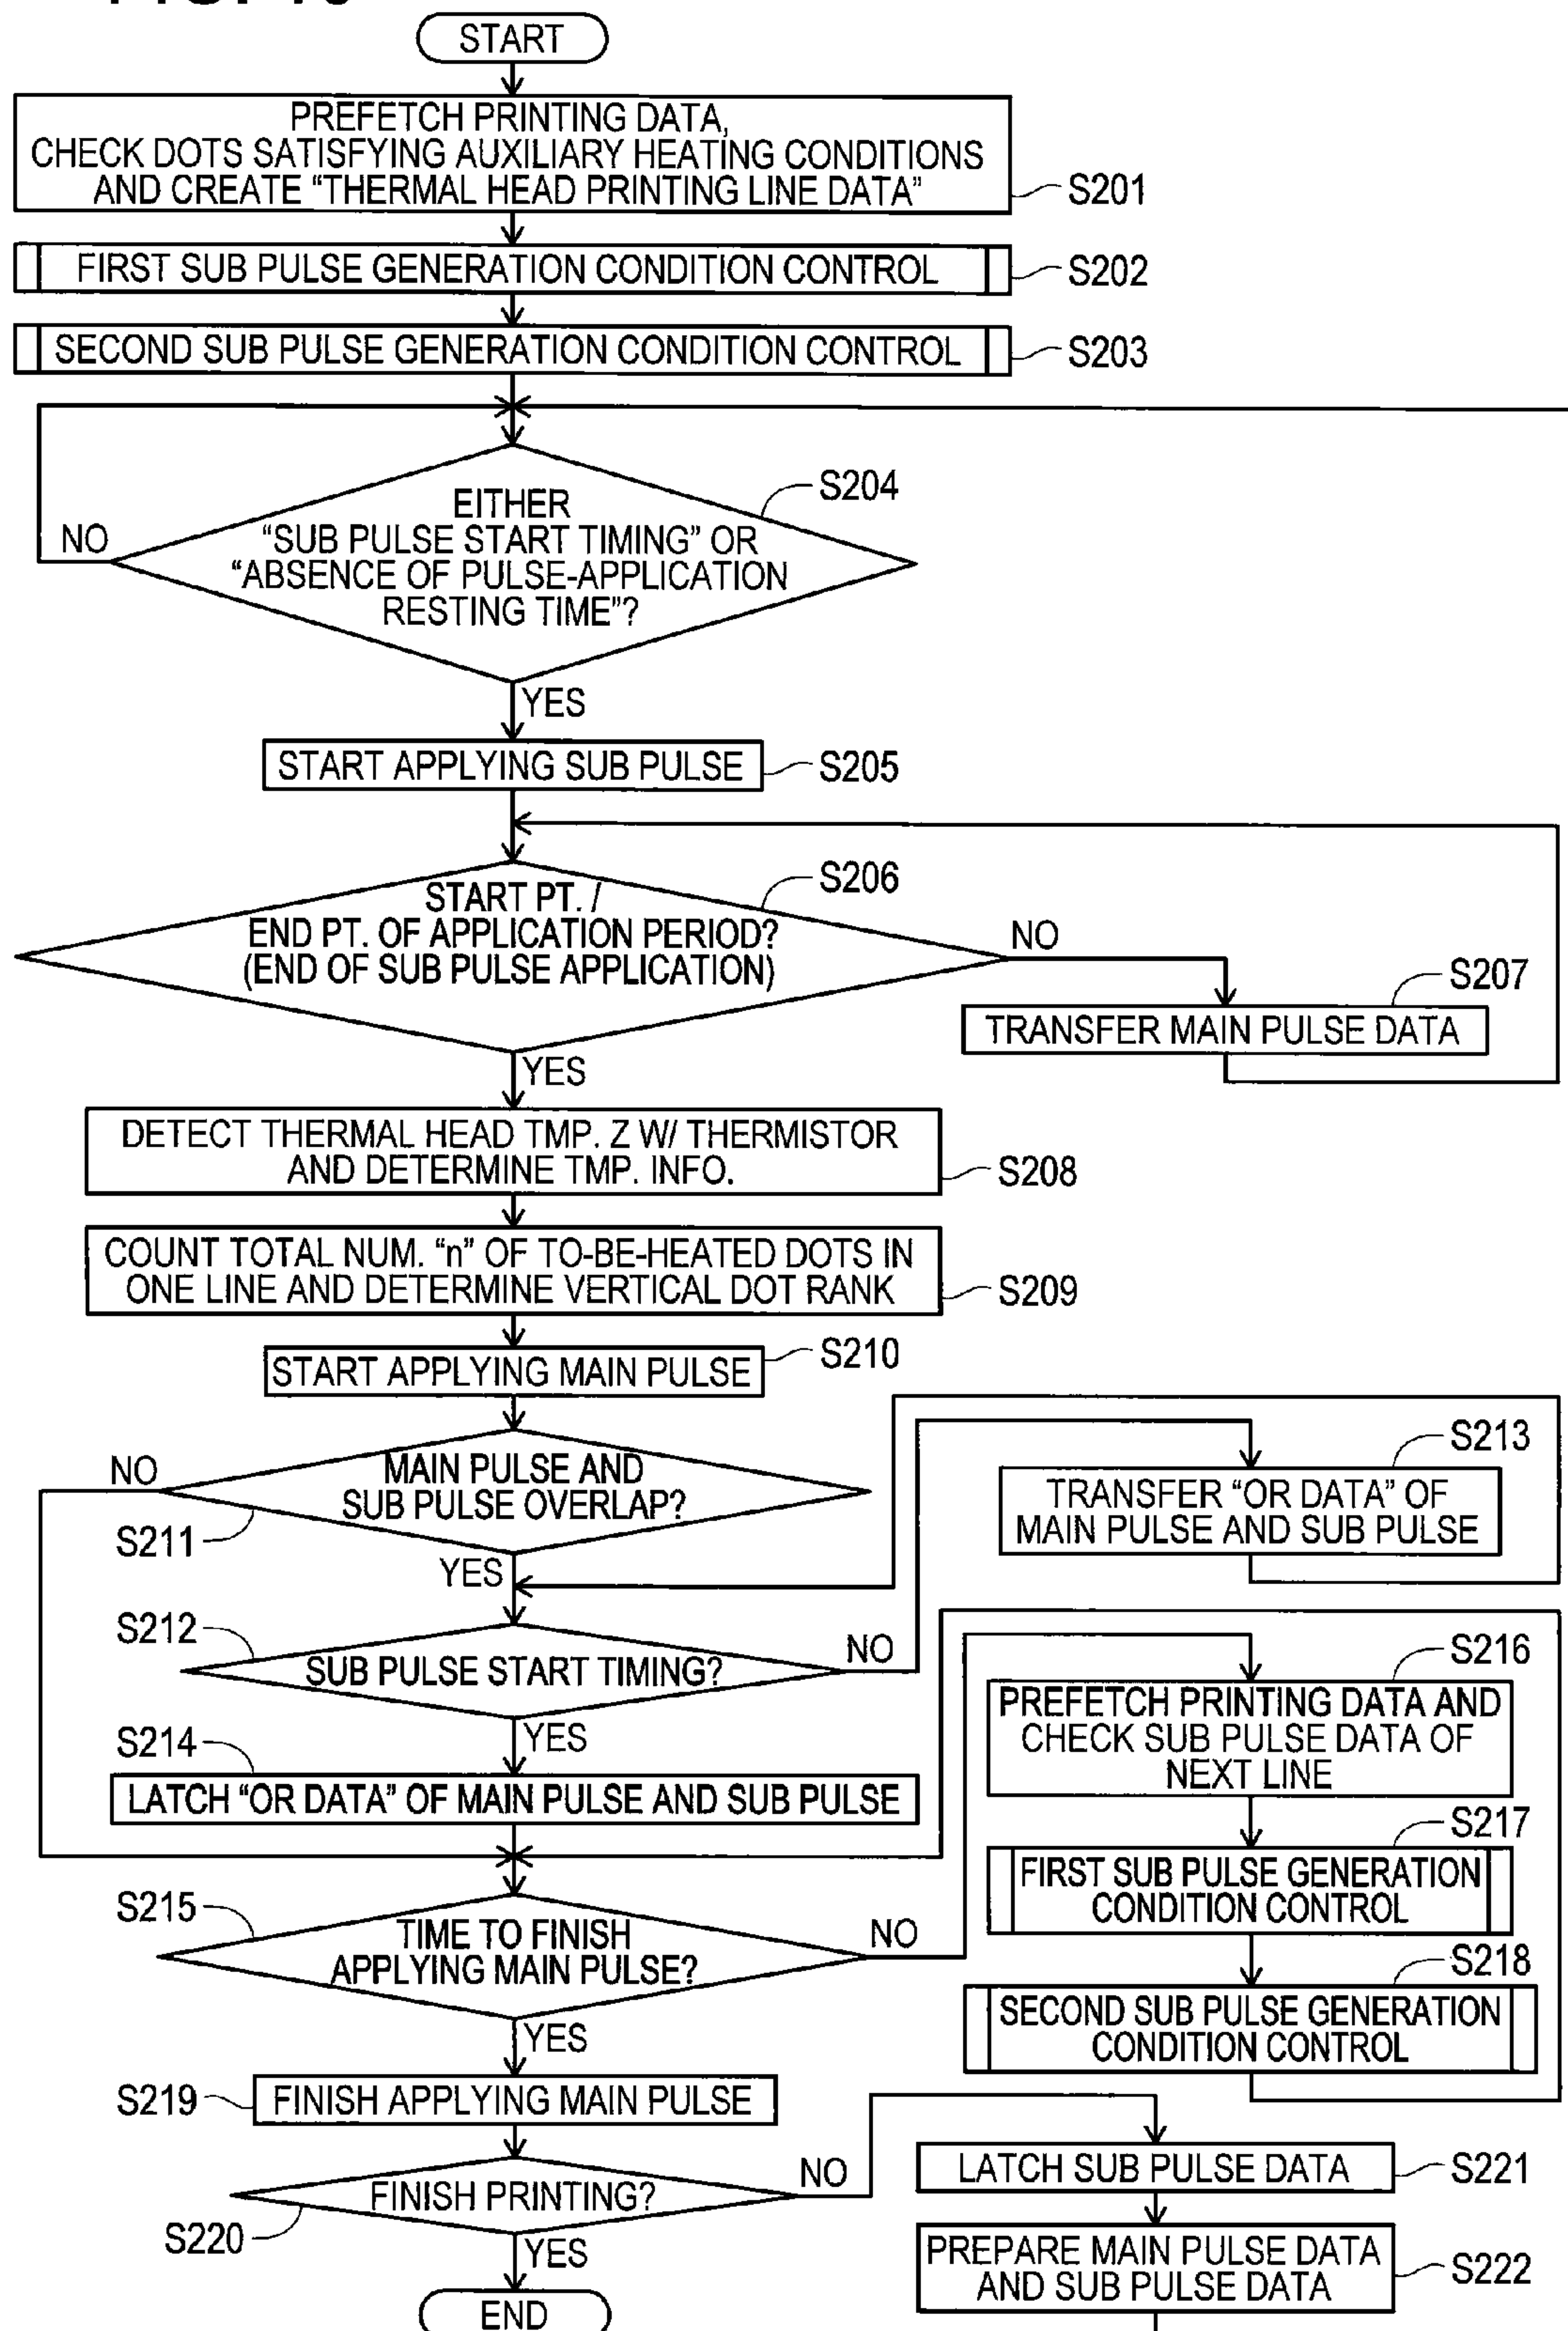 START
PREFETCH PRINTING DATA,
CHECK DOTS SATISFYING AUXILIARY HEATING CONDITIONS
AND CREATE “THERMAL HEAD PRINTING LINE DATA”
S201
FIRST SUB PULSE GENERATION CONDITION CONTROL
S202
SECOND SUB PULSE GENERATION CONDITION CONTROL
S203
S204
EITHER
“SUB PULSE START TIMING” OR
“ABSENCE OF PULSE-APPLICATION
RESTING TIME”?
NO
YES
START APPLYING SUB PULSE
S205
S206
START PT. /
END PT. OF APPLICATION PERIOD?
(END OF SUB PULSE APPLICATION)
NO
S207
TRANSFER MAIN PULSE DATA
YES
DETECT THERMAL HEAD TMP. Z W/ THERMISTOR
AND DETERMINE TMP. INFO.
S208
COUNT TOTAL NUM. “n” OF TO-BE-HEATED DOTS IN
ONE LINE AND DETERMINE VERTICAL DOT RANK
S209
START APPLYING MAIN PULSE
S210
MAIN PULSE AND
SUB PULSE OVERLAP?
NO
S211
YES
S213
TRANSFER “OR DATA” OF
MAIN PULSE AND SUB PULSE
S212
SUB PULSE START TIMING?
NO
YES
S214
LATCH “OR DATA” OF MAIN PULSE AND SUB PULSE
S216
PREFETCH PRINTING DATA AND
CHECK SUB PULSE DATA OF
NEXT LINE
S217
FIRST SUB PULSE GENERATION
CONDITION CONTROL
S218
SECOND SUB PULSE GENERATION
CONDITION CONTROL
S215
TIME TO FINISH
APPLYING MAIN PULSE?
NO
YES
S219
FINISH APPLYING MAIN PULSE
FINISH PRINTING?
NO
S220
YES
LATCH SUB PULSE DATA
S221
PREPARE MAIN PULSE DATA
AND SUB PULSE DATA
S222
END